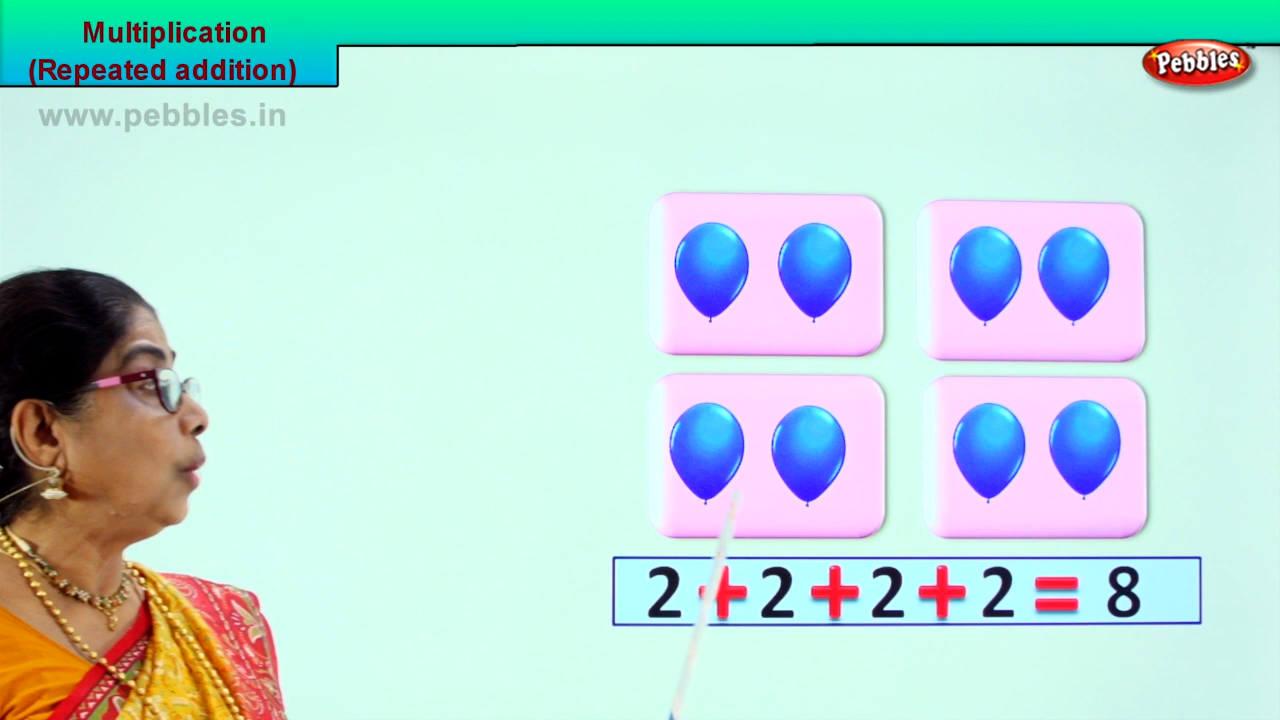 Multiplication
(Repeated addition)
Pebbles
www.pebbles.in
2 + 2 + 2 + 2 = 8